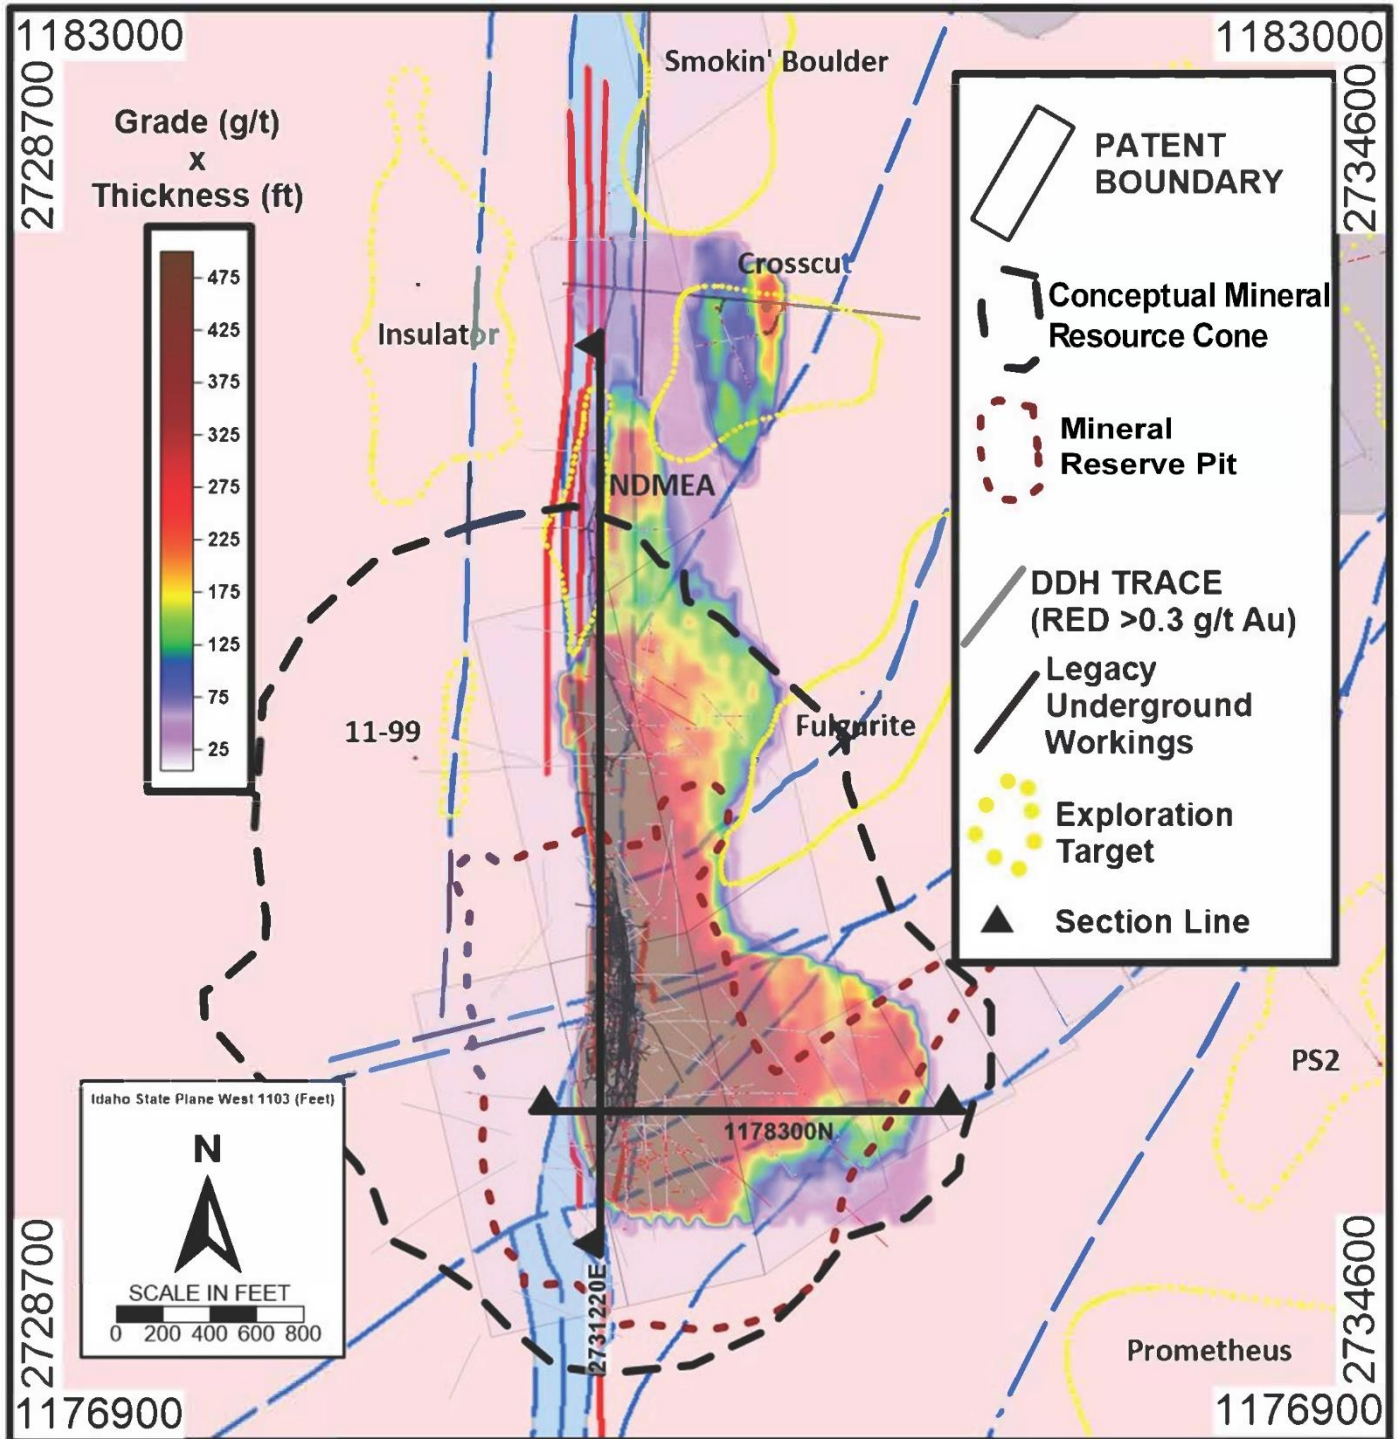 1183000
1183000
2728700
2734600
Grade (g/t)
x
Thickness (ft)
475
425
375
325
275
225
175
125
75
25
Smokin' Boulder
Crosscut
Insulator
NDMEA
11-99
Fulgurite
PS2
Prometheus
1178300N
2731220E
PATENT
BOUNDARY
Conceptual Mineral
Resource Cone
Mineral
Reserve Pit
DDH TRACE
(RED >0.3 g/t Au)
Legacy
Underground
Workings
Exploration
Target
Section Line
Idaho State Plane West 1103 (Feet)
N
SCALE IN FEET
0 200 400 600 800
2728700
2734600
1176900
1176900